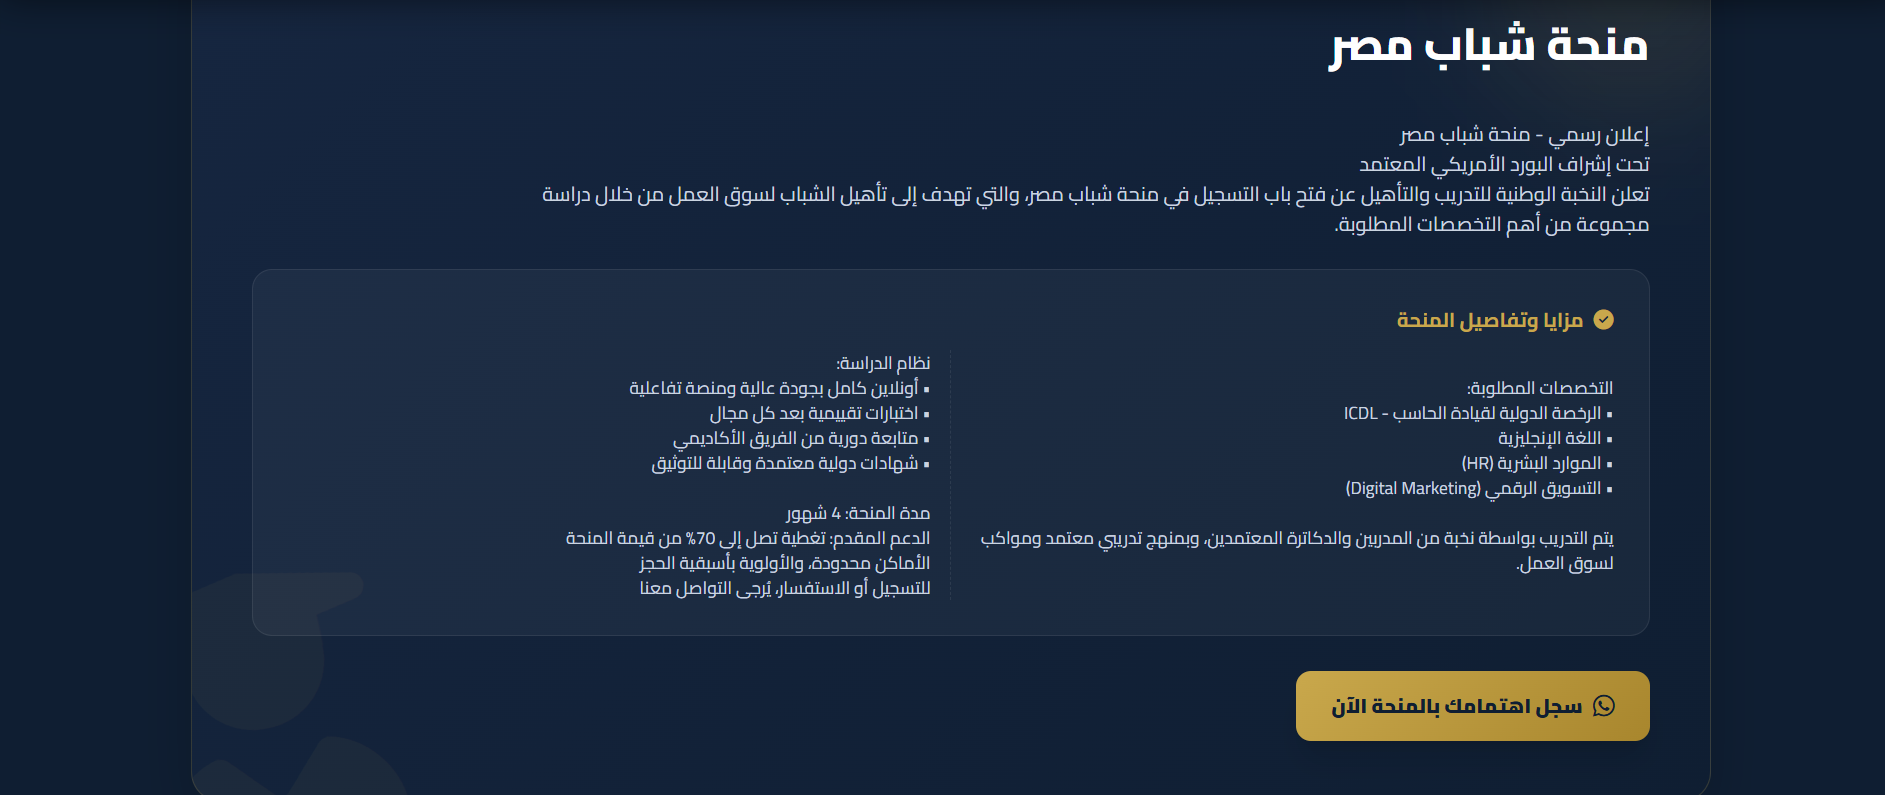 منحة شباب مصر
إعلان رسمي - منحة شباب مصر
تحت إشراف البورد الأمريكي المعتمد
تعلن النخبة الوطنية للتدريب والتأهيل عن فتح باب التسجيل في منحة شباب مصر، والتي تهدف إلى تأهيل الشباب لسوق العمل من خلال دراسة
مجموعة من أهم التخصصات المطلوبة.
مزايا وتفاصيل المنحة
التخصصات المطلوبة:
▪ الرخصة الدولية لقيادة الحاسب - ICDL
▪ اللغة الإنجليزية
▪ الموارد البشرية (HR)
▪ التسويق الرقمي (Digital Marketing)
يتم التدريب بواسطة نخبة من المدربين والدكاترة المعتمدين، وبمنهج تدريبي معتمد ومواكب
لسوق العمل.
نظام الدراسة:
▪ أونلاين كامل بجودة عالية ومنصة تفاعلية
▪ اختبارات تقييمية بعد كل مجال
▪ متابعة دورية من الفريق الأكاديمي
▪ شهادات دولية معتمدة وقابلة للتوثيق
مدة المنحة: 4 شهور
الدعم المقدم: تغطية تصل إلى 70% من قيمة المنحة
الأماكن محدودة، والأولوية بأسبقية الحجز
للتسجيل أو الاستفسار، يُرجى التواصل معنا
سجل اهتمامك بالمنحة الآن